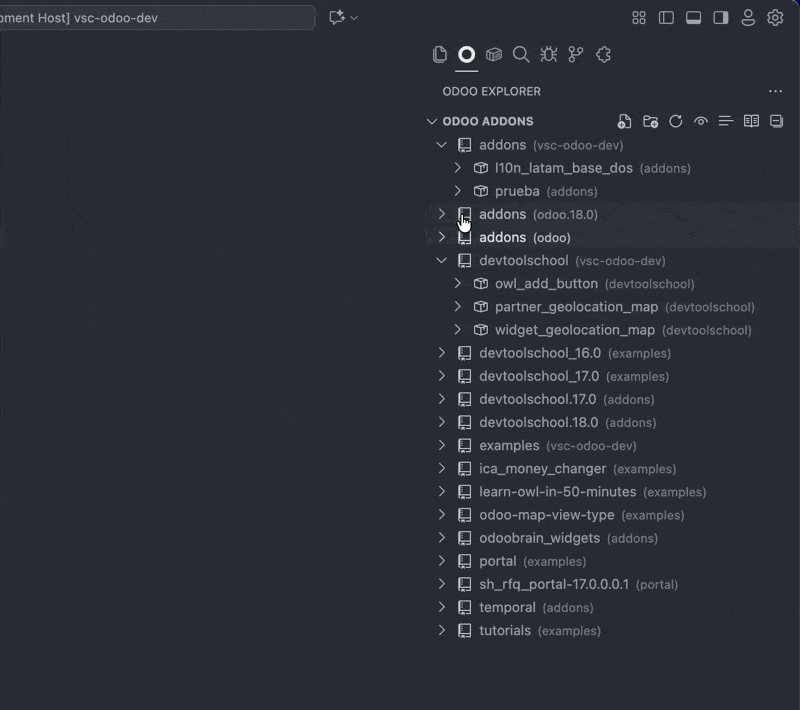 oment Host] vsc-odoo-dev
ODOO EXPLORER
ODOO ADDONS
addons (vsc-odoo-dev)
l10n_latam_base_dos (addons)
prueba (addons)
addons (odoo.18.0)
addons (odoo)
devtoolschool (vsc-odoo-dev)
owl_add_button (devtoolschool)
partner_geolocation_map (devtoolschool)
widget_geolocation_map (devtoolschool)
devtoolschool_16.0 (examples)
devtoolschool_17.0 (examples)
devtoolschool.17.0 (addons)
devtoolschool.18.0 (addons)
examples (vsc-odoo-dev)
ica_money_changer (examples)
learn-owl-in-50-minutes (examples)
odoo-map-view-type (examples)
odoobrain_widgets (addons)
portal (examples)
sh_rfq_portal-17.0.0.0.1 (portal)
temporal (addons)
tutorials (examples)